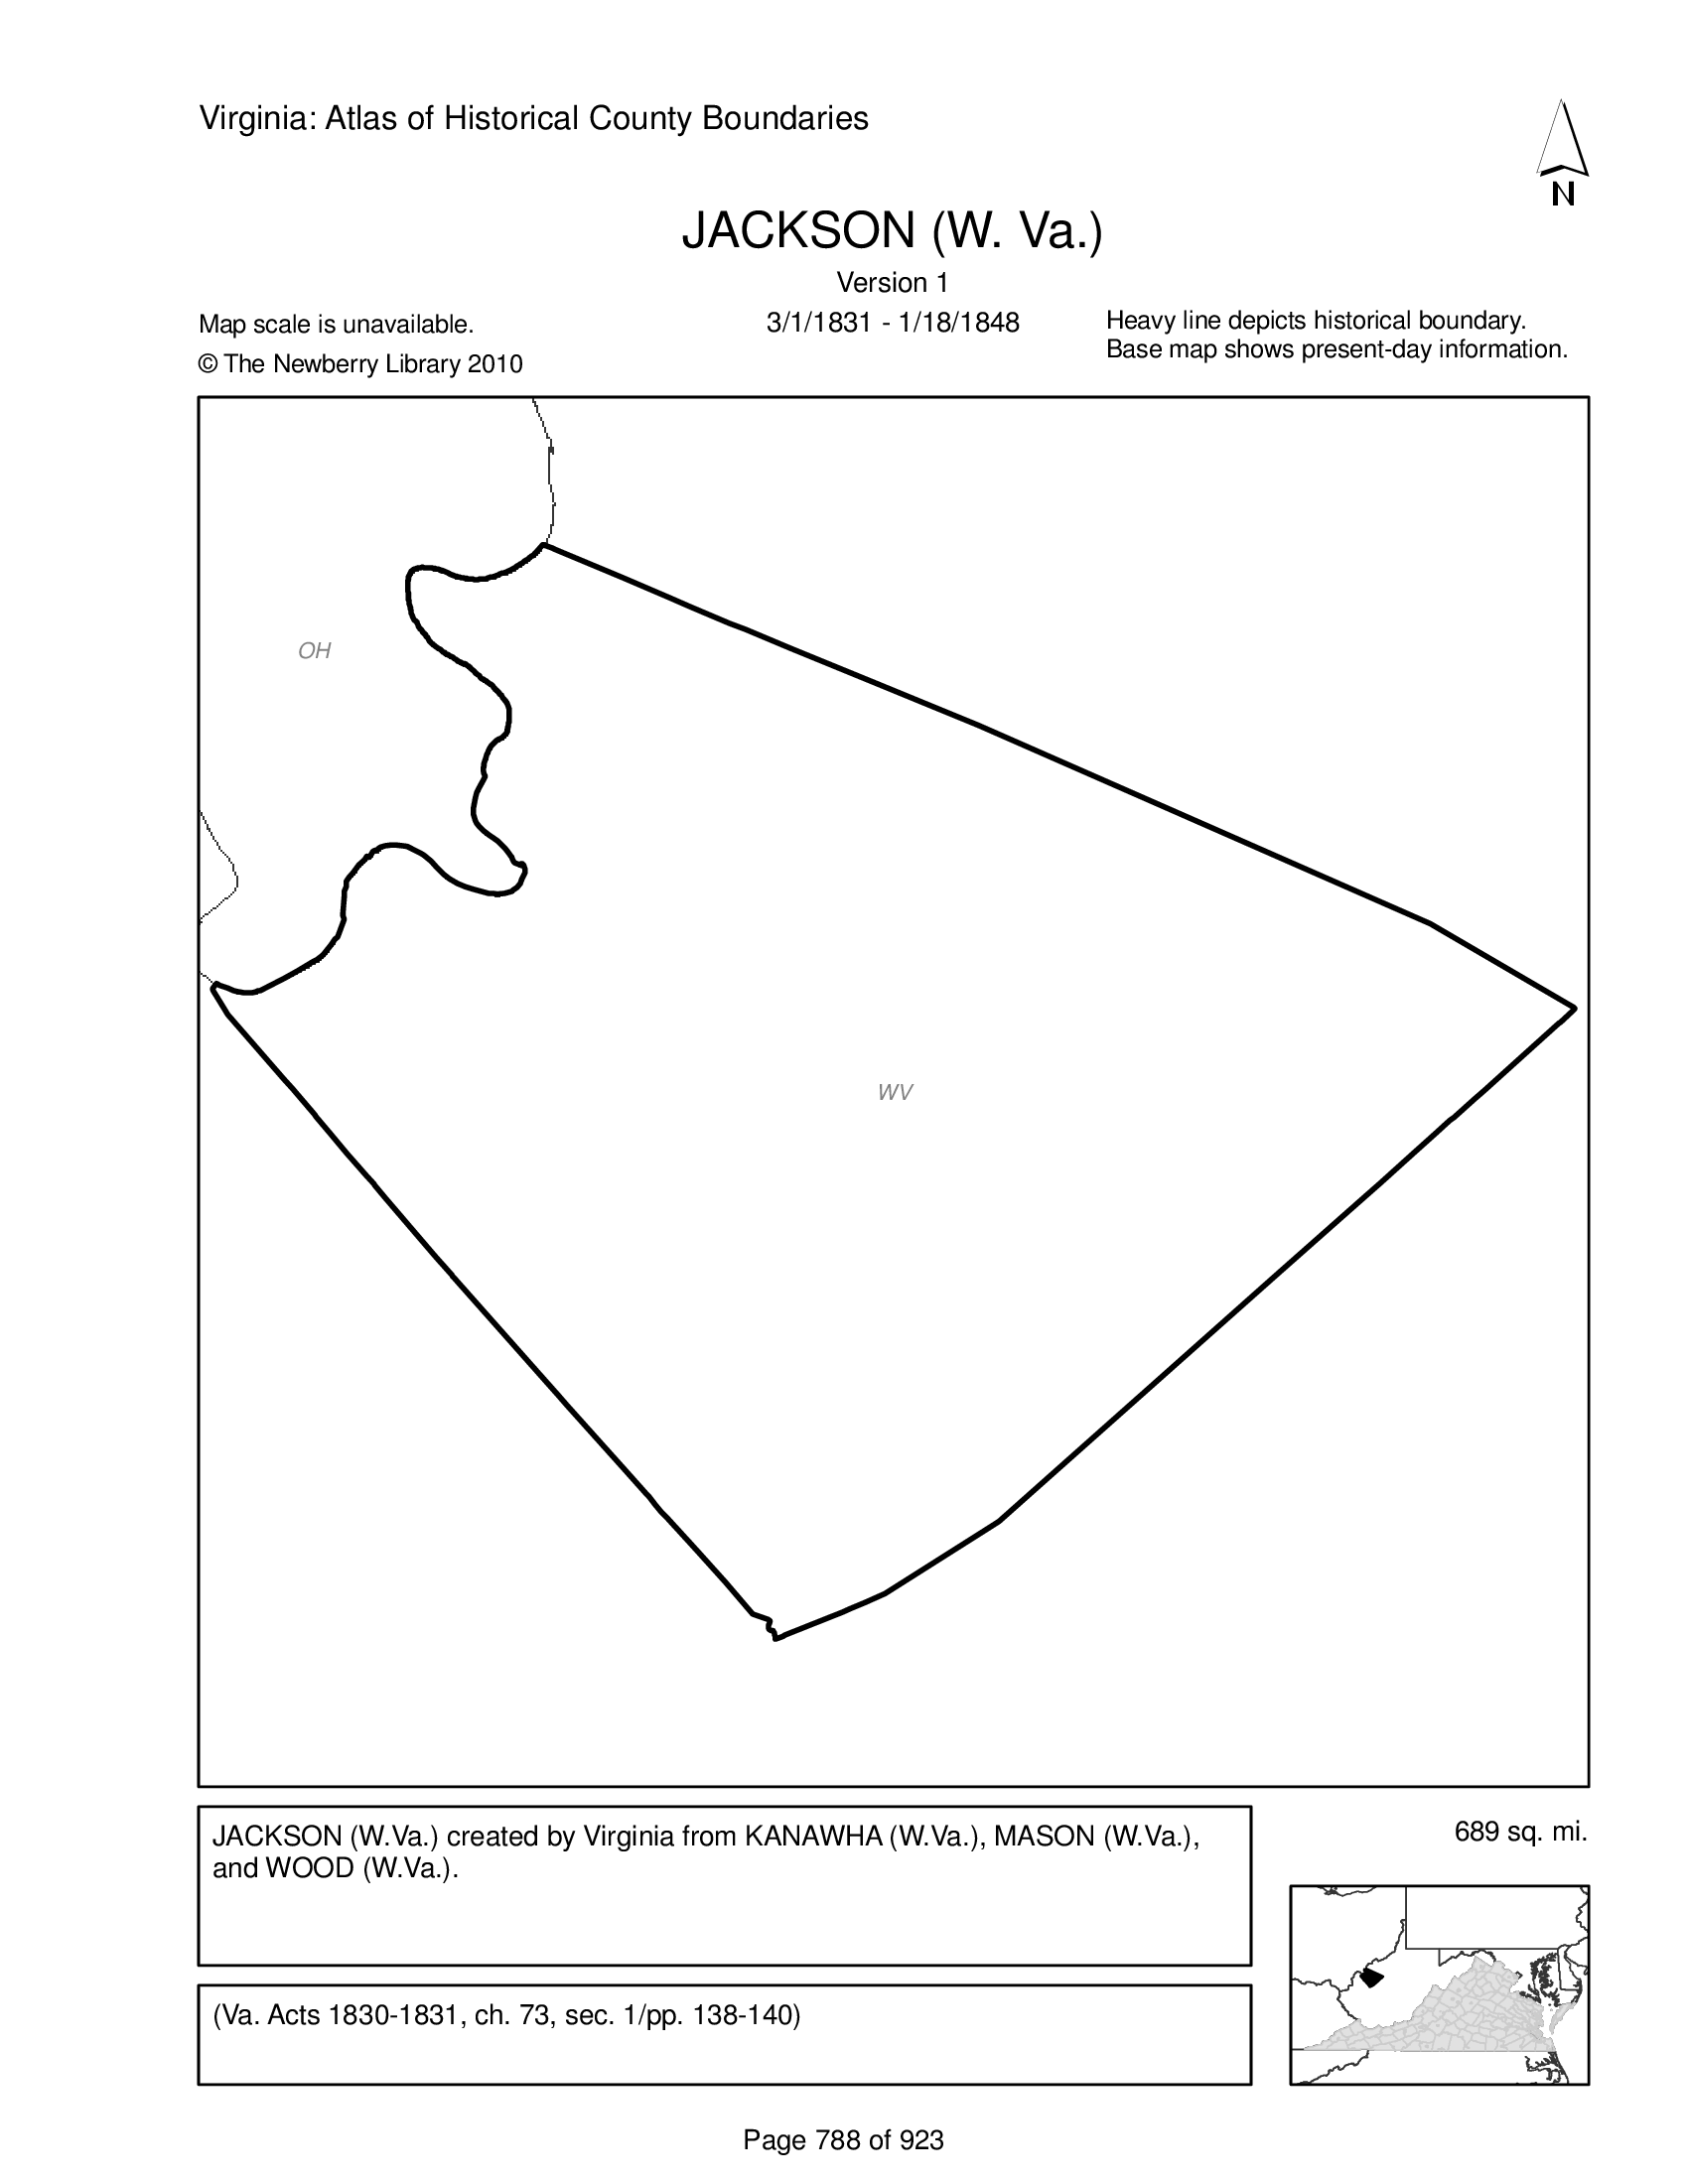 Virginia: Atlas of Historical County Boundaries
N
JACKSON (W. Va.)
Version 1
3/1/1831 - 1/18/1848
Map scale is unavailable.
© The Newberry Library 2010
Heavy line depicts historical boundary.
Base map shows present-day information.
OH
WV
JACKSON (W.Va.) created by Virginia from KANAWHA (W.Va.), MASON (W.Va.),
and WOOD (W.Va.).
689 sq. mi.
(Va. Acts 1830-1831, ch. 73, sec. 1/pp. 138-140)
Page 788 of 923